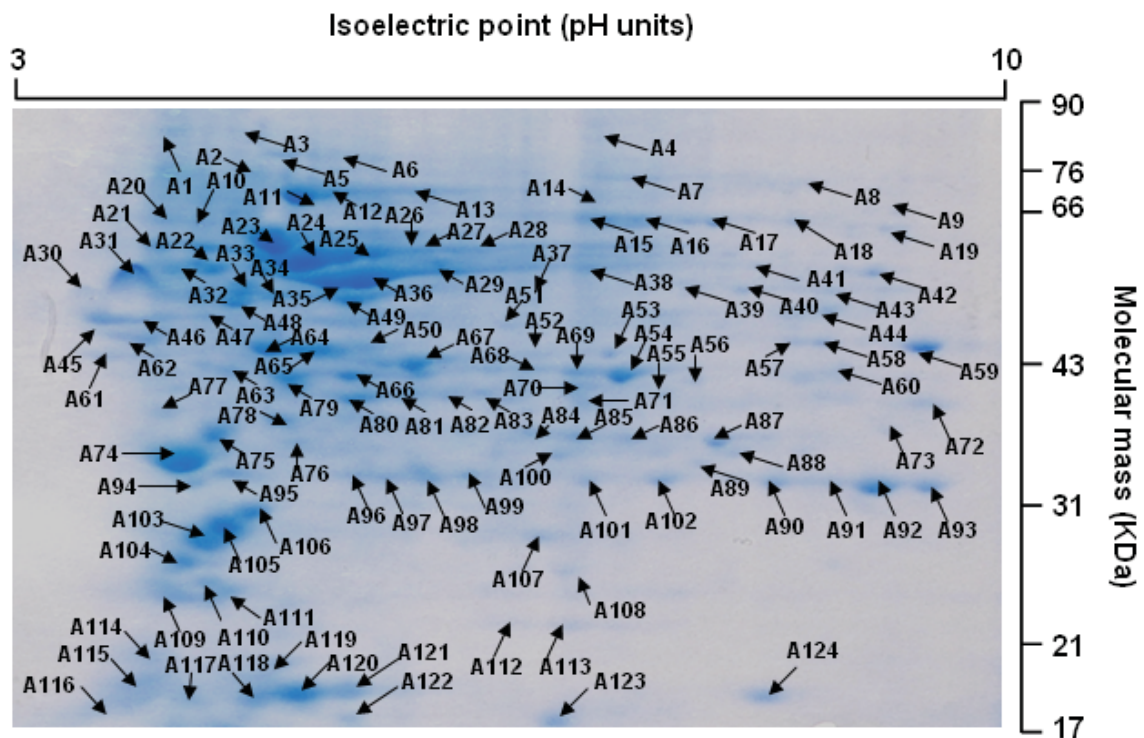 Isoelectric point (pH units)
3 10
90
A3 A4
A2 A5 A6 76
A20 A10 A1 A11 A14 A7 A8
A12 A13 A9 66
A21 A23 A24 A26
A22 A25 A27 A28 A15 A16 A17 A18 A19
A30 A31 A33 A34 A37
A32 A35 A36 A29 A38 A41 A42
A51 A39 A40 A43
A48 A49 A53
A45 A46 A47 A64 A50 A67 A52 A69 A54 A44
A62 A65 A68 A55 A56 A57 A58 A59 43
A61 A77 A63 A66 A70 A60
A78 A79 A80 A81 A82 A83 A84 A85 A71
A86 A87 A72
A74 A75 A76 A73
A100 A88
A94 A95 A89
A96 A97 A98 A99 A101 A102 A90 A91 A92 A93 31
A103 A106
A104 A105
A107
A108
A111
A114 A109 A110 A119
A115 A117 A118 A120 A121 A112 A113 A124 21
A116 A122 A123
17
Molecular mass (KDa)